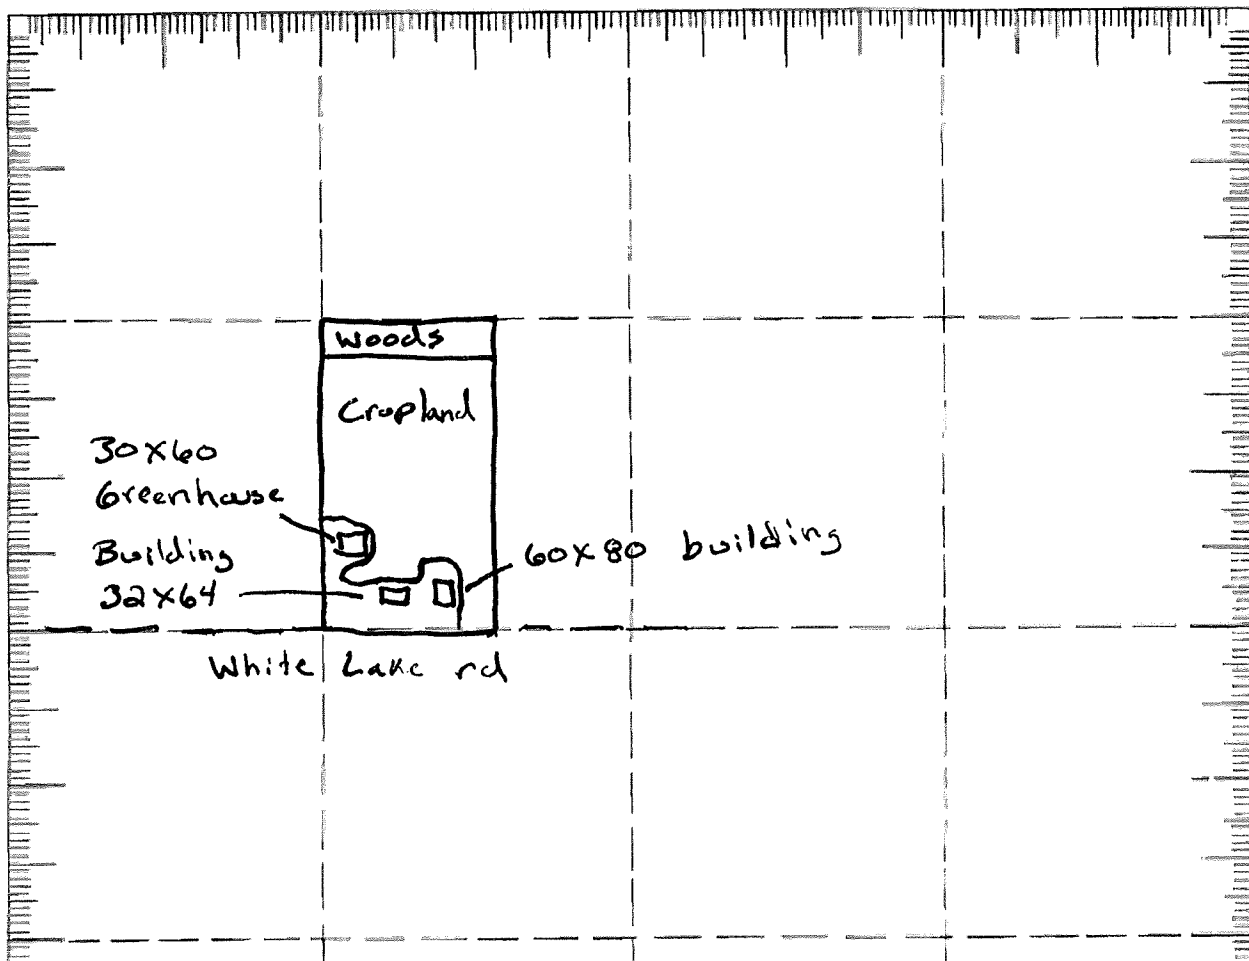 Woods
Cropland
30x60
Greenhouse
Building
32x64
60x80 building
White Lake rd